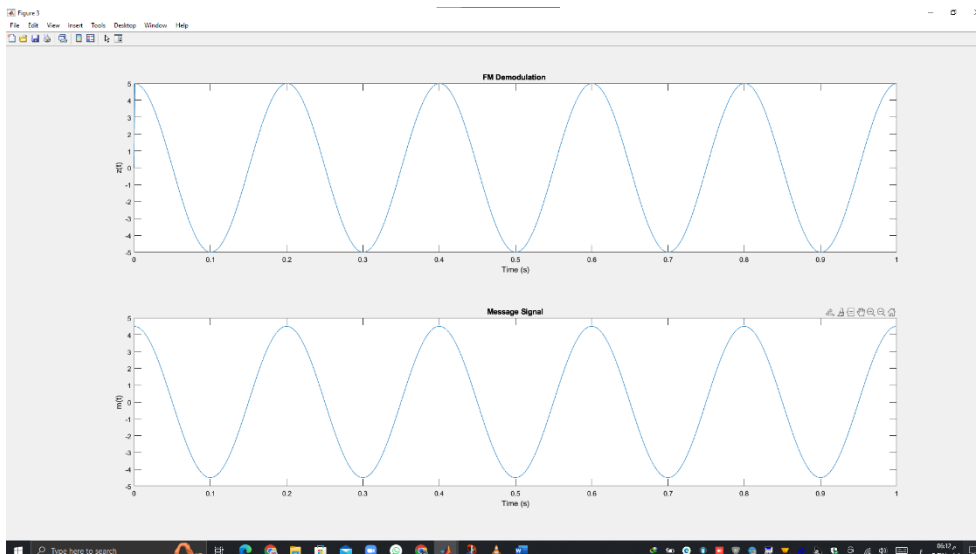 Figure 3
File Edit View Insert Tools Desktop Window Help
FM Demodulation
5
4
3
2
1
0
-1
-2
-3
-4
-5
z(t)
0 0.1 0.2 0.3 0.4 0.5 0.6 0.7 0.8 0.9 1
Time (s)
Message Signal
5
4
3
2
1
0
-1
-2
-3
-4
-5
m(t)
0 0.1 0.2 0.3 0.4 0.5 0.6 0.7 0.8 0.9 1
Time (s)
Type here to search
06:12 م